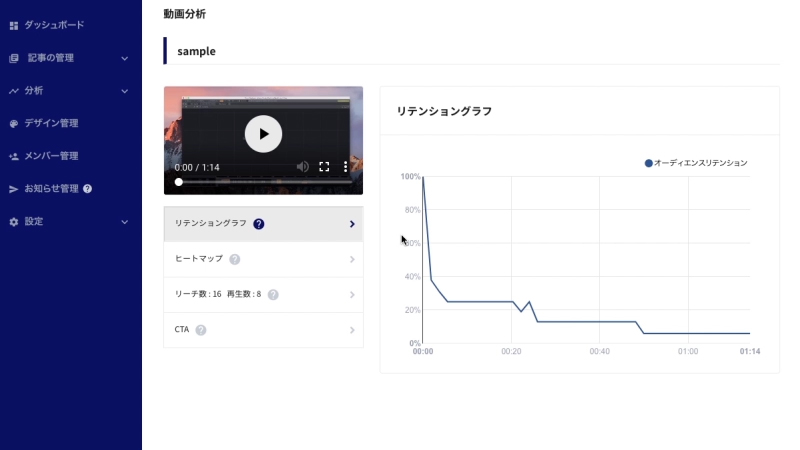 ダッシュボード
記事の管理
分析
デザイン管理
メンバー管理
お知らせ管理 ?
設定
動画分析
sample
0:00 / 1:14
リテンショングラフ ?
ヒートマップ ?
リーチ数 : 16 再生数 : 8 ?
CTA ?
リテンショングラフ
オーディエンスリテンション
100%
80%
60%
40%
20%
0%
00:00 00:20 00:40 01:00 01:14